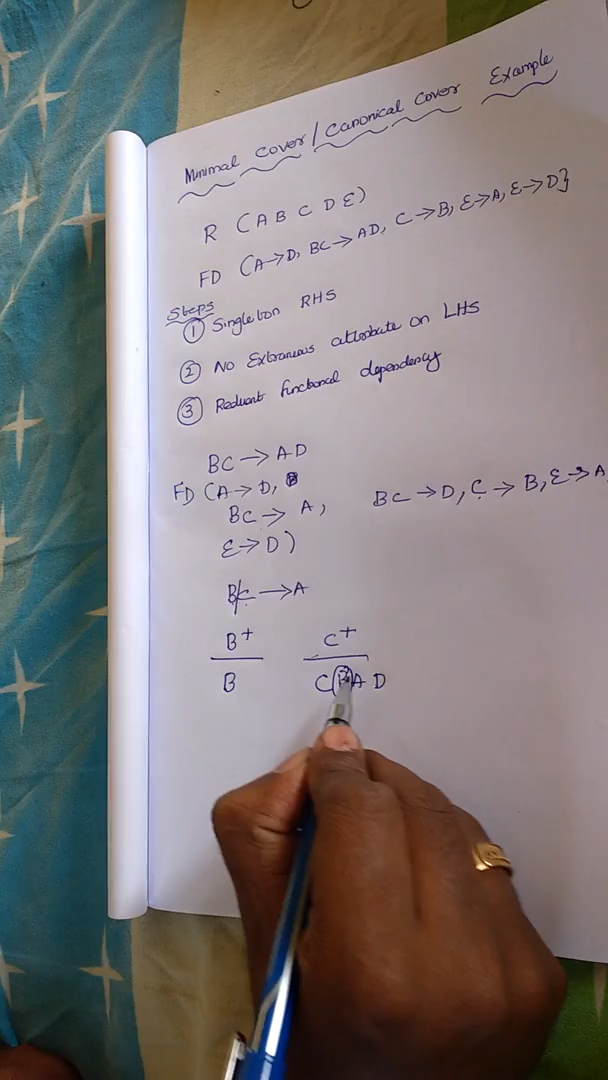 Minimal Cover / Canonical Cover Example
R (A B C D E)
FD (A→D, BC→AD, C→B, E→A, E→D}
Steps
① Singleton RHS
② No Extraneous attribute on LHS
③ Reduant functional dependency
BC → AD
FD (A→D,
BC → A, BC → D, C → B, E→A
E→D)
BC → A
B+ C+
B C B A D